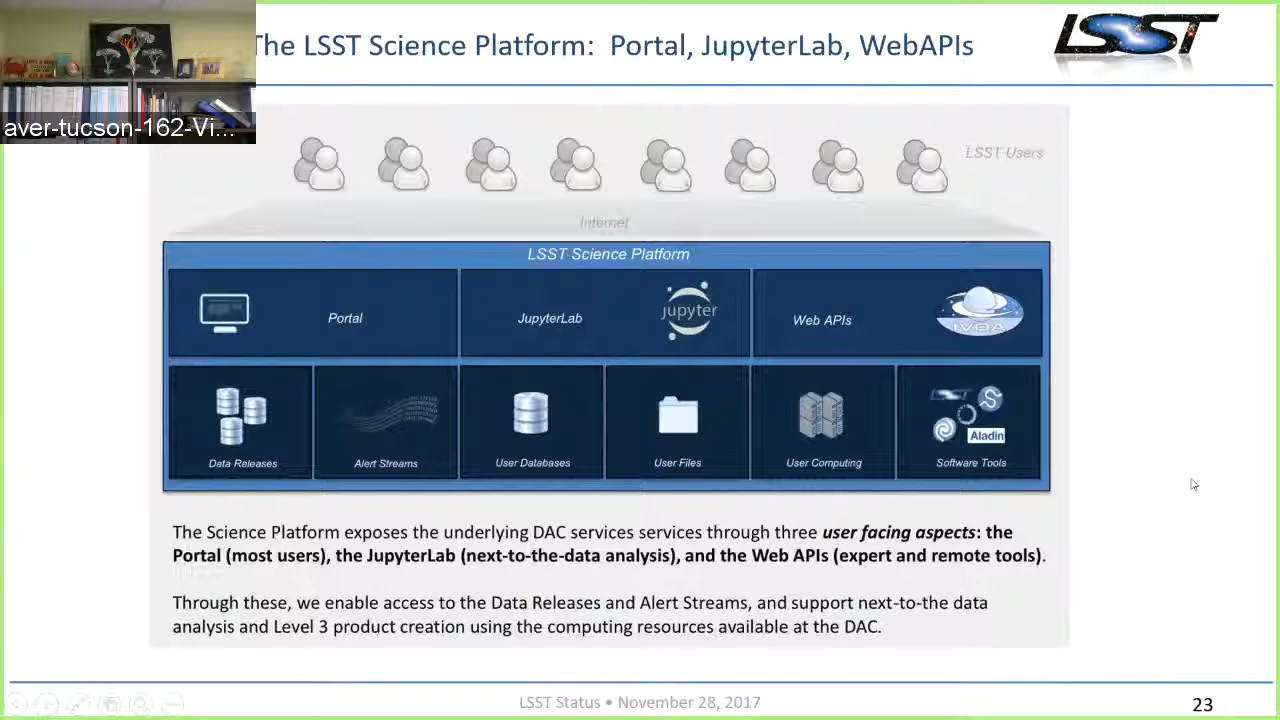 The LSST Science Platform: Portal, JupyterLab, WebAPIs
LSST
aver-tucson-162-Vi...
LSST Users
Internet
LSST Science Platform
Portal
JupyterLab
jupyter
Web APIs
IVOA
LSST
Aladin
Data Releases
Alert Streams
User Databases
User Files
User Computing
Software Tools
The Science Platform exposes the underlying DAC services services through three user facing aspects: the
Portal (most users), the JupyterLab (next-to-the-data analysis), and the Web APIs (expert and remote tools).
Through these, we enable access to the Data Releases and Alert Streams, and support next-to-the data
analysis and Level 3 product creation using the computing resources available at the DAC.
LSST Status • November 28, 2017
23